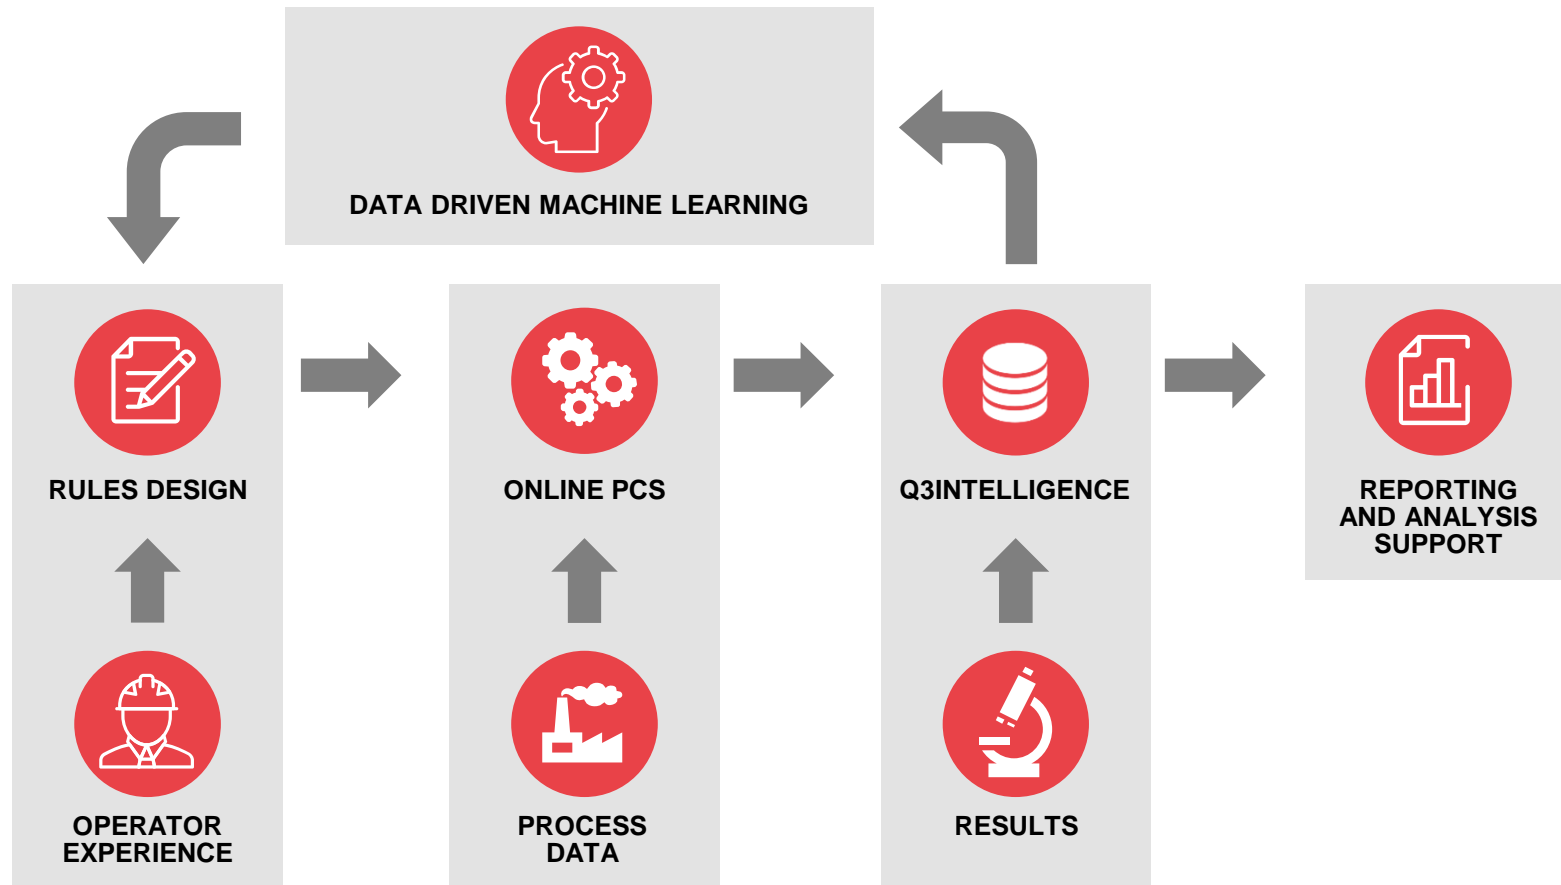 DATA DRIVEN MACHINE LEARNING
RULES DESIGN
ONLINE PCS
Q3INTELLIGENCE
REPORTING
AND ANALYSIS
SUPPORT
OPERATOR
EXPERIENCE
PROCESS
DATA
RESULTS